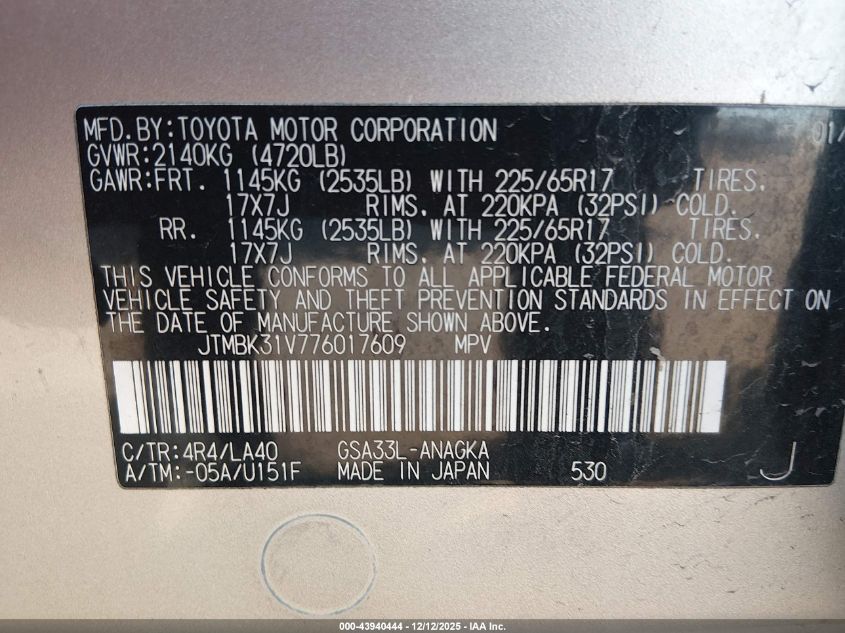 MFD.BY:TOYOTA MOTOR CORPORATION 01/
GVWR:2140KG (4720LB)
GAWR:FRT. 1145KG (2535LB) WITH 225/65R17 TIRES.
17X7J RIMS. AT 220KPA (32PSI) COLD.
RR. 1145KG (2535LB) WITH 225/65R17 TIRES.
17X7J RIMS. AT 220KPA (32PSI) COLD.
THIS VEHICLE CONFORMS TO ALL APPLICABLE FEDERAL MOTOR
VEHICLE SAFETY AND THEFT PREVENTION STANDARDS IN EFFECT ON
THE DATE OF MANUFACTURE SHOWN ABOVE.
JTMBK31V776017609 MPV
C/TR:4R4/LA40 GSA33L-ANAGKA
A/TM:-05A/U151F MADE IN JAPAN 530 J
000-43940444 - 12/12/2025 - IAA Inc.